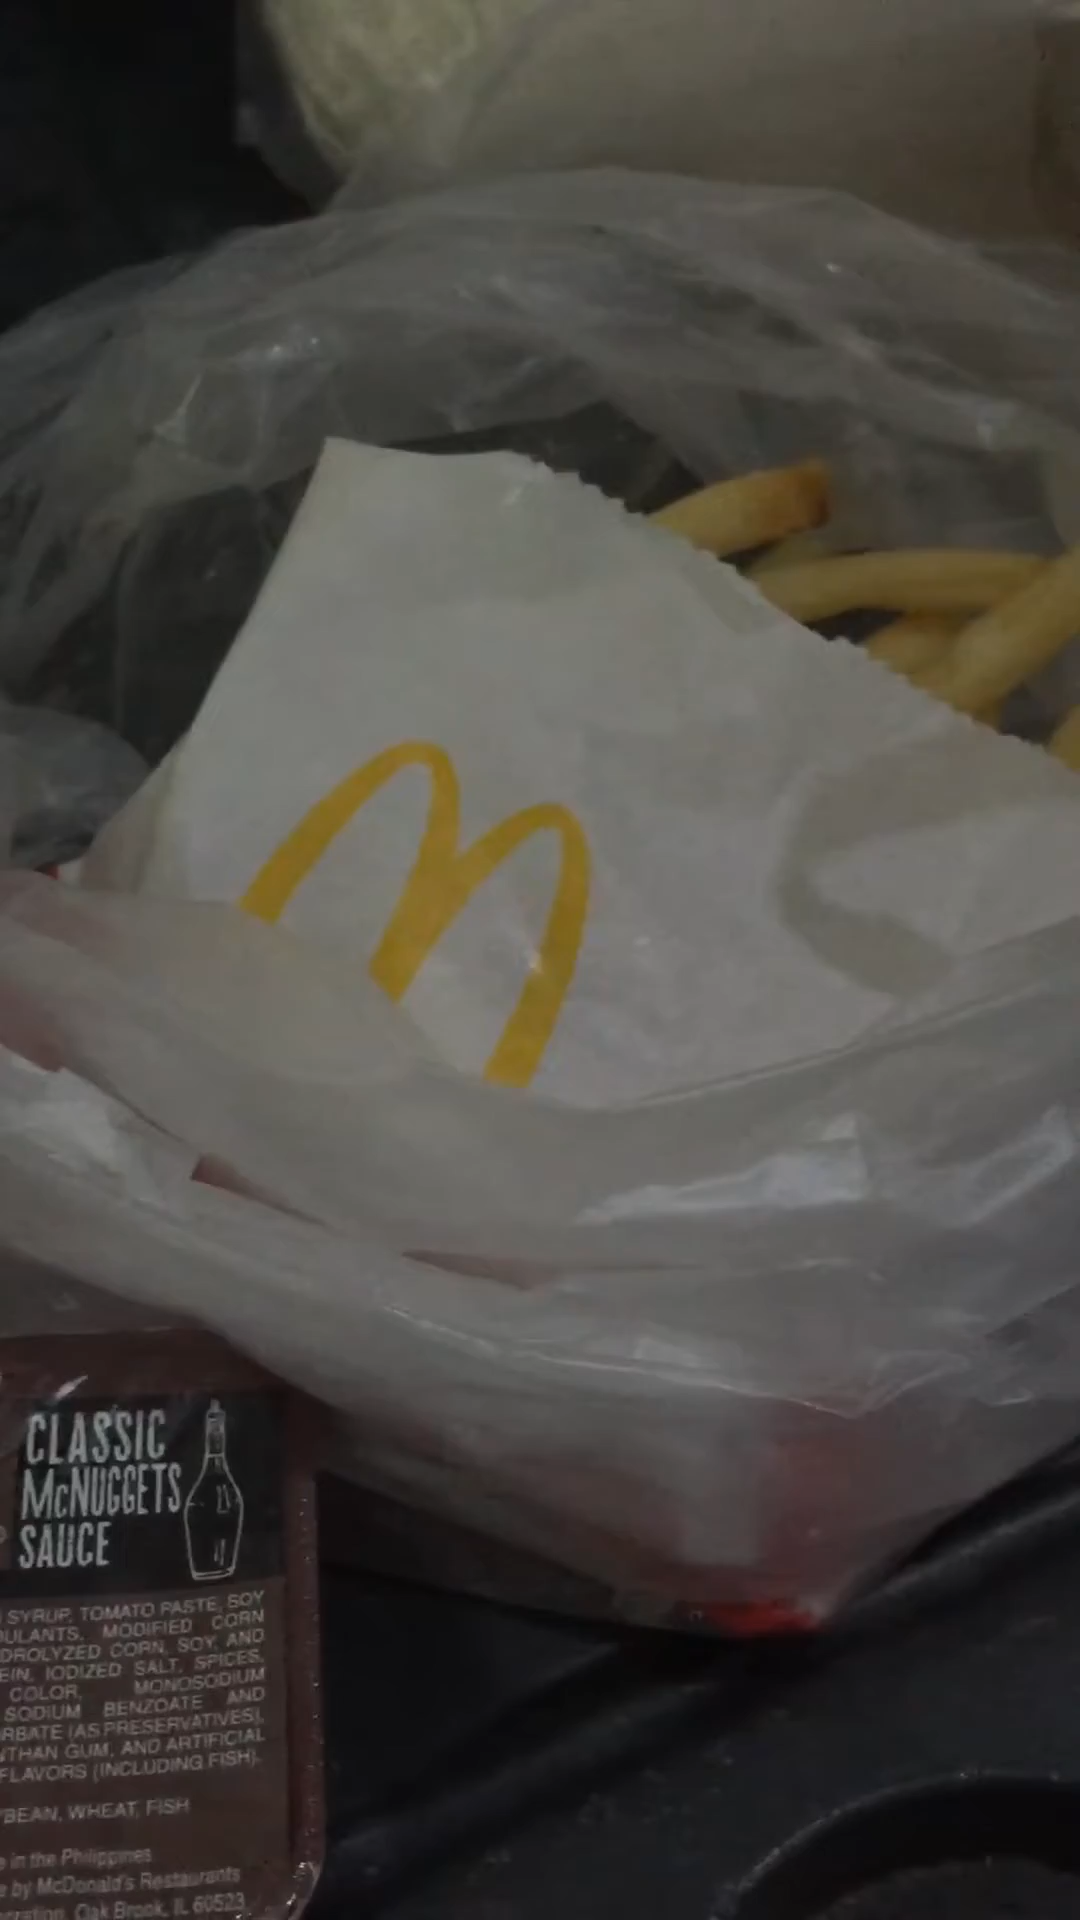 CLASSIC
McNUGGETS
SAUCE
SYRUP, TOMATO PASTE, SOY
MODIFIED CORN
CORN, SOY, AND
IODIZED SALT, SPICES,
COLOR, MONOSODIUM
SODIUM BENZOATE AND
(AS PRESERVATIVES),
GUM, AND ARTIFICIAL
FLAVORS (INCLUDING FISH).
WHEAT, FISH
in the Philippines
by McDonald's Restaurants
Oak Brook, IL 60523